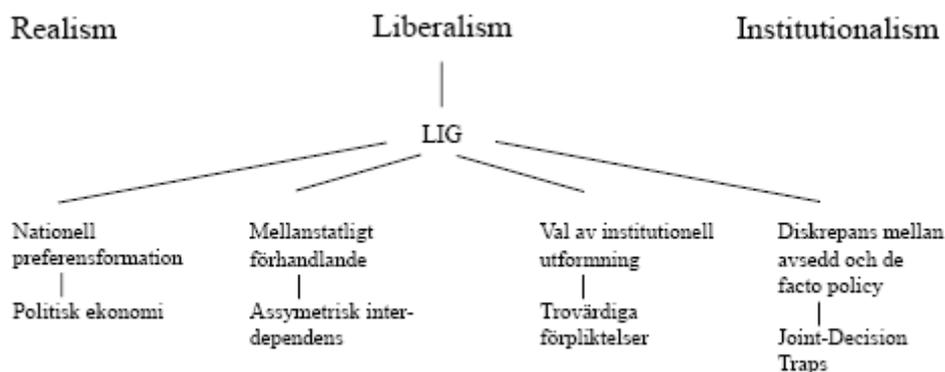 Realism
Liberalism
Institutionalism
LIG
Nationell
preferensformation
Politisk ekonomi
Mellanstatligt
förhandlande
Assymetrisk inter-
dependens
Val av institutionell
utformning
Trovärdiga
förpliktelser
Diskrepans mellan
avsedd och de
facto policy
Joint-Decision
Traps